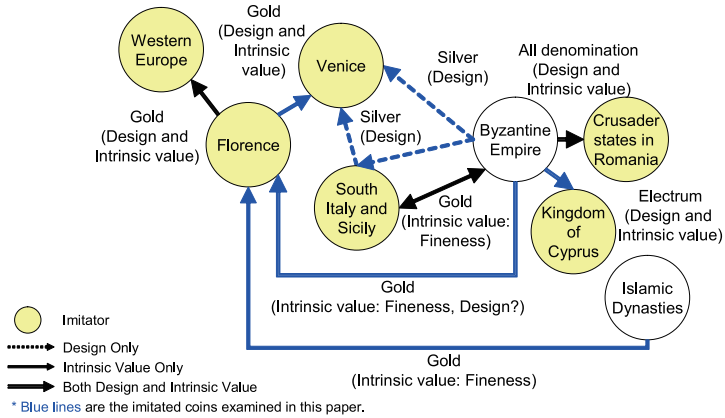 Gold
(Design and
Intrinsic
value)
Western
Europe
Venice
Silver
(Design)
All denomination
(Design and
Intrinsic value)
Gold
(Design and
Intrinsic value)
Florence
Silver
(Design)
Byzantine
Empire
Crusader
states in
Romania
South
Italy and
Sicily
Gold
(Intrinsic value:
Fineness)
Kingdom
of
Cyprus
Electrum
(Design and
Intrinsic value)
Gold
(Intrinsic value: Fineness, Design?)
Islamic
Dynasties
Imitator
Design Only
Intrinsic Value Only
Both Design and Intrinsic Value
Gold
(Intrinsic value: Fineness)
* Blue lines are the imitated coins examined in this paper.